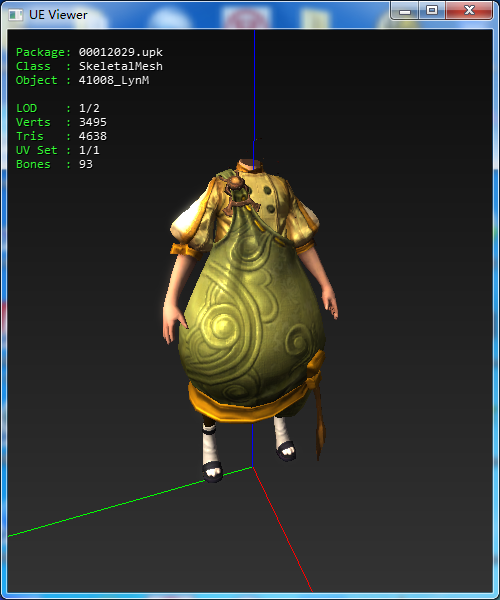 UE Viewer
Package: 00012029.upk
Class : SkeletalMesh
Object : 41008_LynM
LOD : 1/2
Verts : 3495
Tris : 4638
UV Set : 1/1
Bones : 93